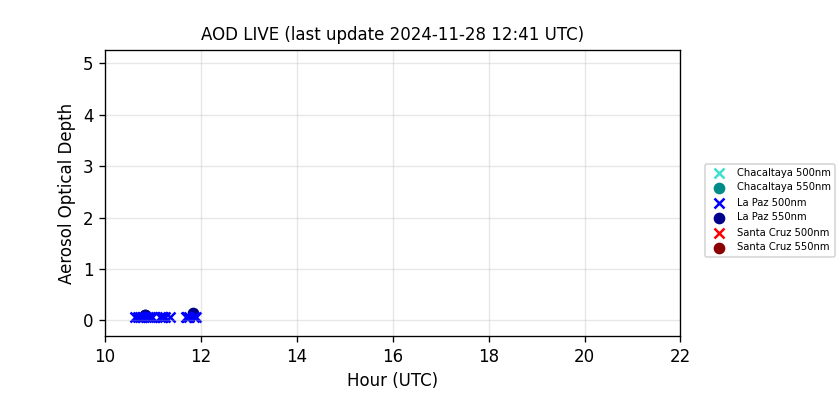 AOD LIVE (last update 2024-11-28 12:41 UTC)
5
4
3
2
1
0
Aerosol Optical Depth
10 12 14 16 18 20 22
Hour (UTC)
Chacaltaya 500nm
Chacaltaya 550nm
La Paz 500nm
La Paz 550nm
Santa Cruz 500nm
Santa Cruz 550nm